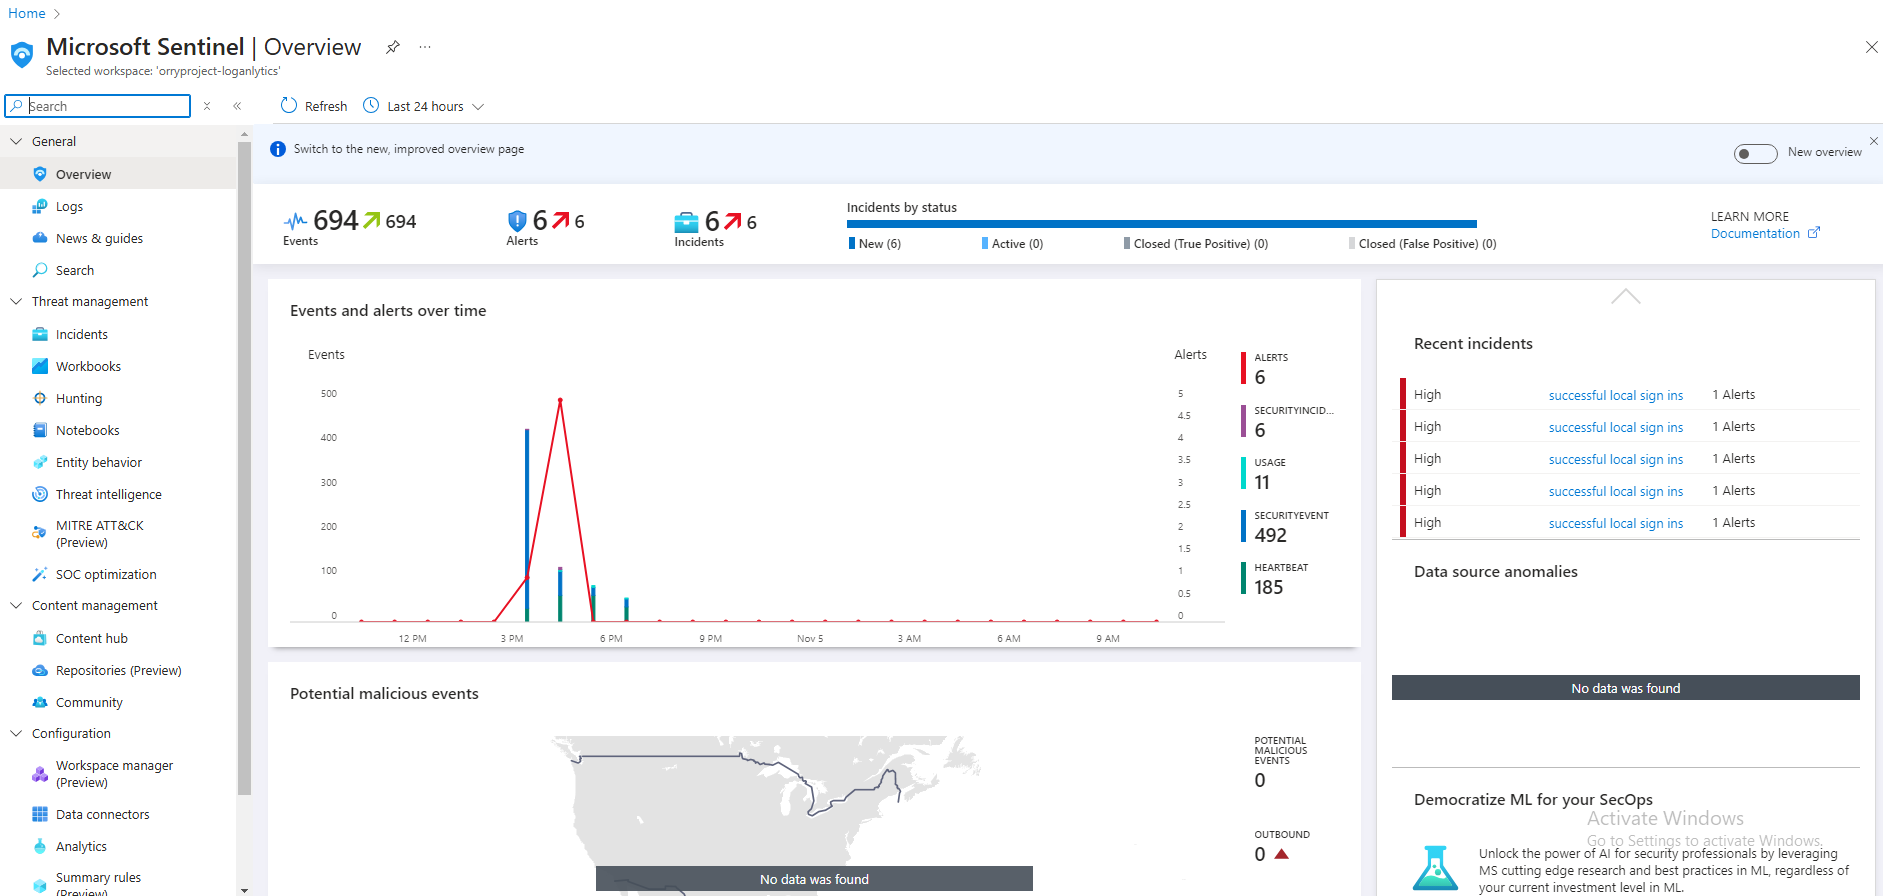 Home
Microsoft Sentinel | Overview
Selected workspace: 'orryproject-loganlytics'
Search
Refresh
Last 24 hours
General
Overview
Logs
News & guides
Search
Threat management
Incidents
Workbooks
Hunting
Notebooks
Entity behavior
Threat intelligence
MITRE ATT&CK
(Preview)
SOC optimization
Content management
Content hub
Repositories (Preview)
Community
Configuration
Workspace manager
(Preview)
Data connectors
Analytics
Summary rules
(Preview)
Switch to the new, improved overview page
New overview
694 694
Events
6 6
Alerts
6 6
Incidents
Incidents by status
New (6) Active (0) Closed (True Positive) (0) Closed (False Positive) (0)
LEARN MORE
Documentation
Events and alerts over time
Events Alerts
500 5
4.5
400 4
3.5
300 3
2.5
200 2
1.5
100 1
0.5
0 0
12 PM 3 PM 6 PM 9 PM Nov 5 3 AM 6 AM 9 AM
ALERTS
6
SECURITYINCID...
6
USAGE
11
SECURITYEVENT
492
HEARTBEAT
185
Potential malicious events
POTENTIAL
MALICIOUS
EVENTS
0
OUTBOUND
0
No data was found
Recent incidents
High successful local sign ins 1 Alerts
High successful local sign ins 1 Alerts
High successful local sign ins 1 Alerts
High successful local sign ins 1 Alerts
High successful local sign ins 1 Alerts
Data source anomalies
No data was found
Democratize ML for your SecOps
Activate Windows
Go to Settings to activate Windows.
Unlock the power of AI for security professionals by leveraging
MS cutting edge research and best practices in ML, regardless of
your current investment level in ML.